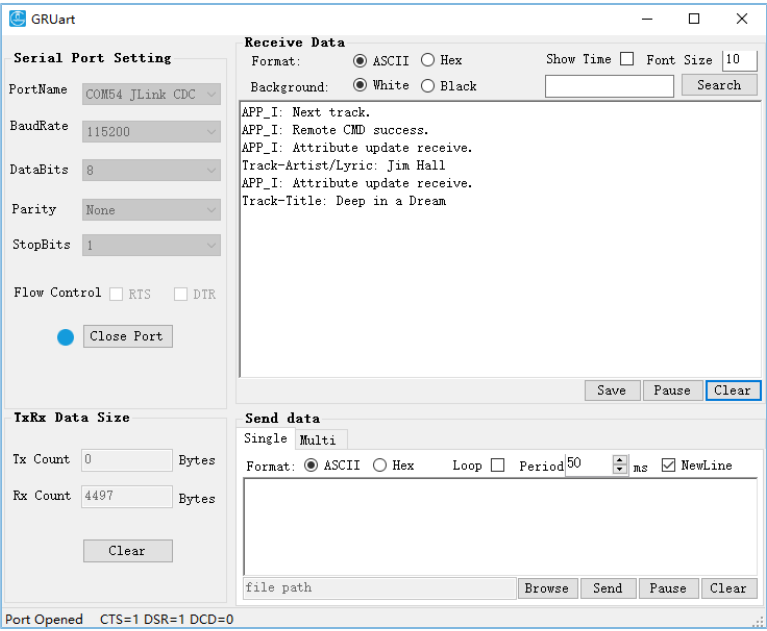 GRUart
Serial Port Setting
PortName COM54 JLink CDC
BaudRate 115200
DataBits 8
Parity None
StopBits 1
Flow Control RTS DTR
Close Port
TxRx Data Size
Tx Count 0 Bytes
Rx Count 4497 Bytes
Clear
Receive Data
Format: ASCII Hex Show Time Font Size 10
Background: White Black Search
APP_I: Next track.
APP_I: Remote CMD success.
APP_I: Attribute update receive.
Track-Artist/Lyric: Jim Hall
APP_I: Attribute update receive.
Track-Title: Deep in a Dream
Save Pause Clear
Send data
Single Multi
Format: ASCII Hex Loop Period 50 ms NewLine
file path Browse Send Pause Clear
Port Opened CTS=1 DSR=1 DCD=0